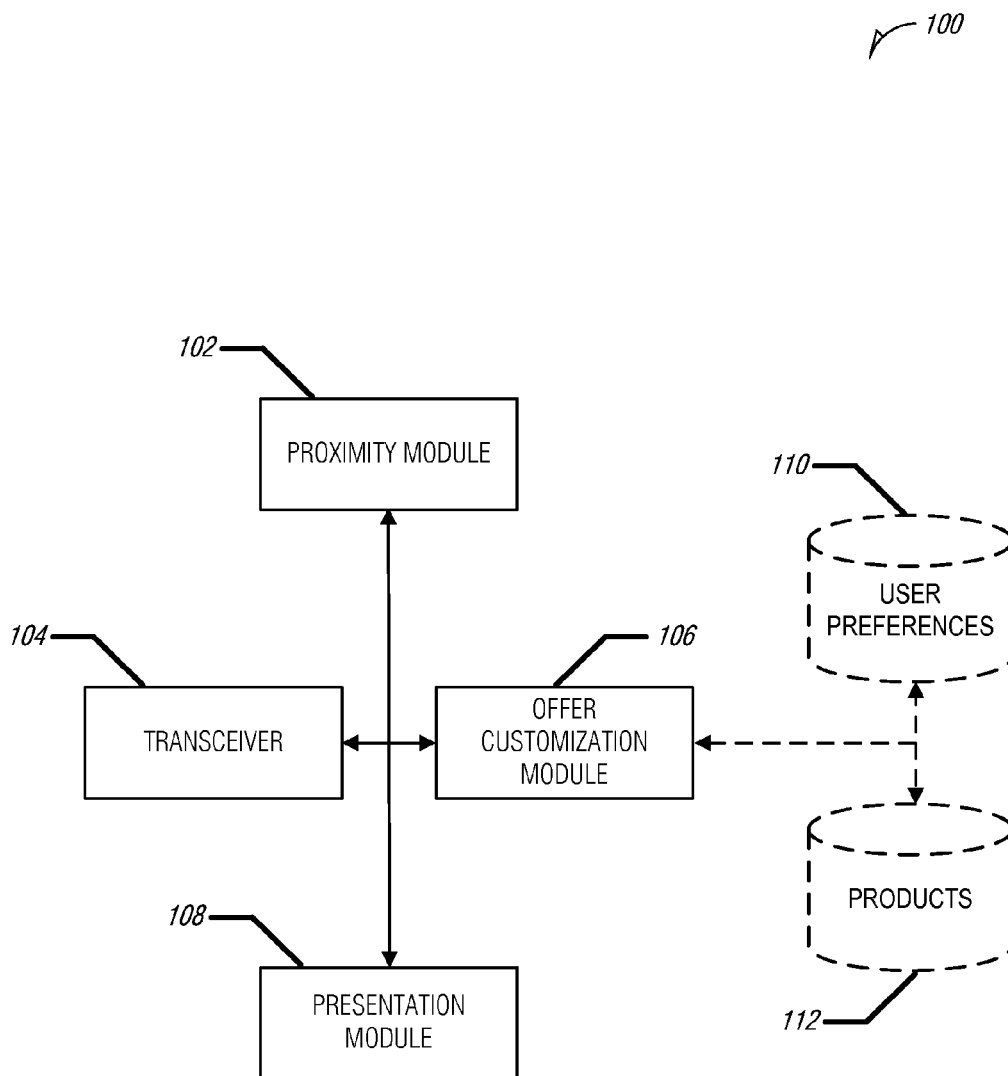 100
102
PROXIMITY MODULE
110
USER
PREFERENCES
104
106
TRANSCEIVER
OFFER
CUSTOMIZATION
MODULE
PRODUCTS
108
PRESENTATION
MODULE
112